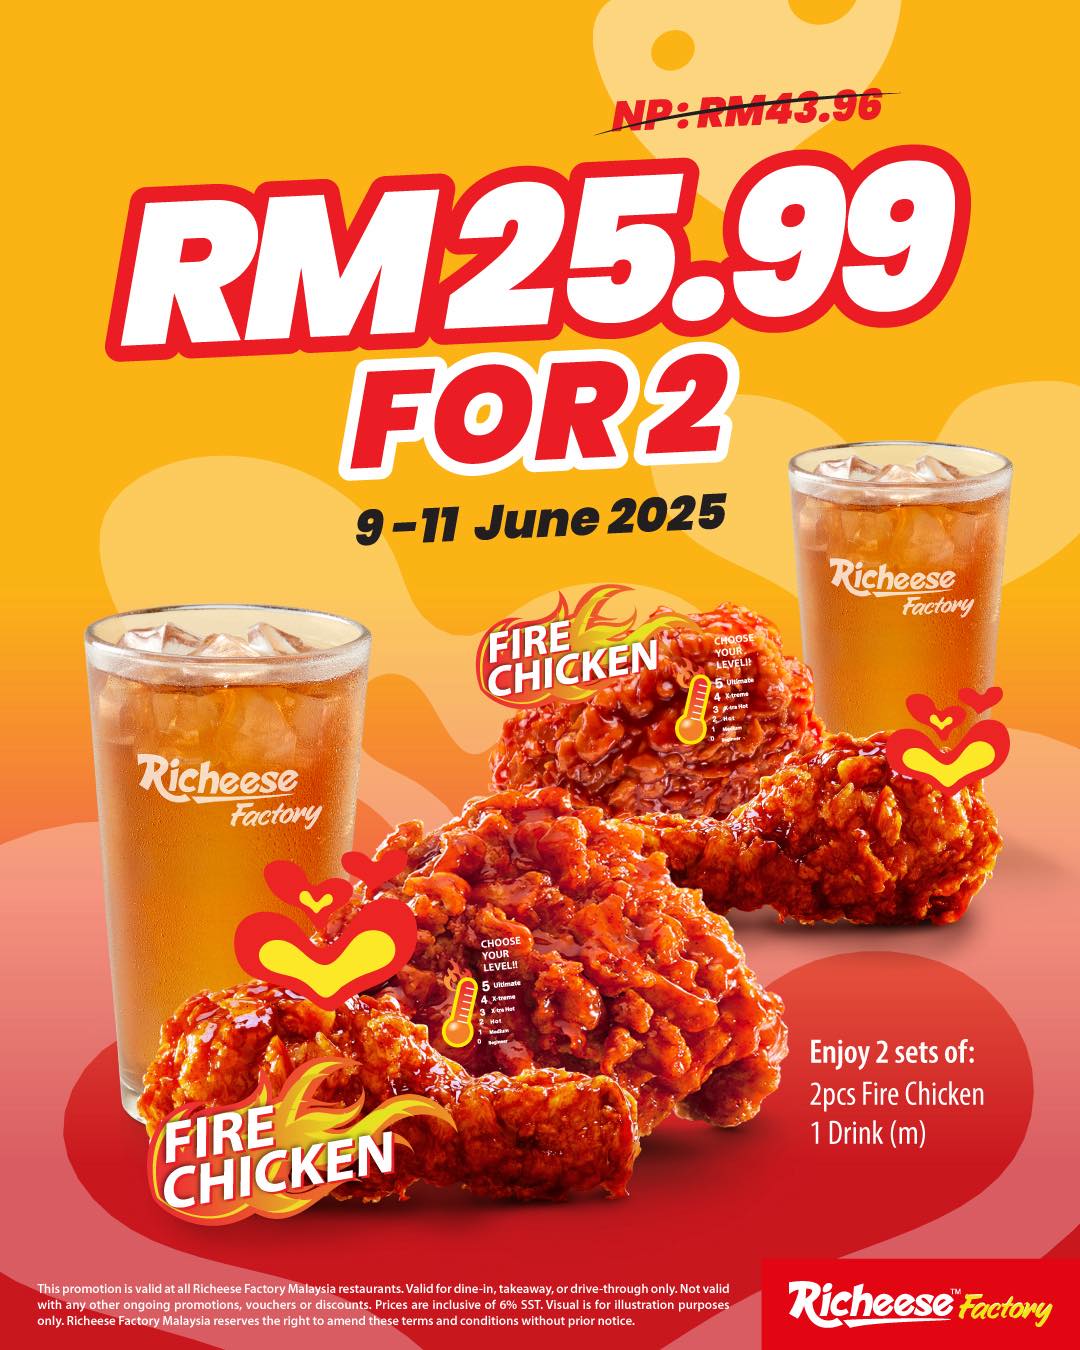 NP: RM43.96
RM25.99
FOR 2
9-11 June 2025
Richeese
Factory
FIRE
CHICKEN
CHOOSE
YOUR
LEVEL!!
5 Ultimate
4 X-treme
3 X-tra Hot
2 Hot
1 Medium
0 Beginner
Richeese
Factory
CHOOSE
YOUR
LEVEL!!
5 Ultimate
4 X-treme
3 X-tra Hot
2 Hot
1 Medium
0 Beginner
FIRE
CHICKEN
Enjoy 2 sets of:
2pcs Fire Chicken
1 Drink (m)
This promotion is valid at all Richeese Factory Malaysia restaurants. Valid for dine-in, takeaway, or drive-through only. Not valid
with any other ongoing promotions, vouchers or discounts. Prices are inclusive of 6% SST. Visual is for illustration purposes
only. Richeese Factory Malaysia reserves the right to amend these terms and conditions without prior notice.
Richeese™ Factory